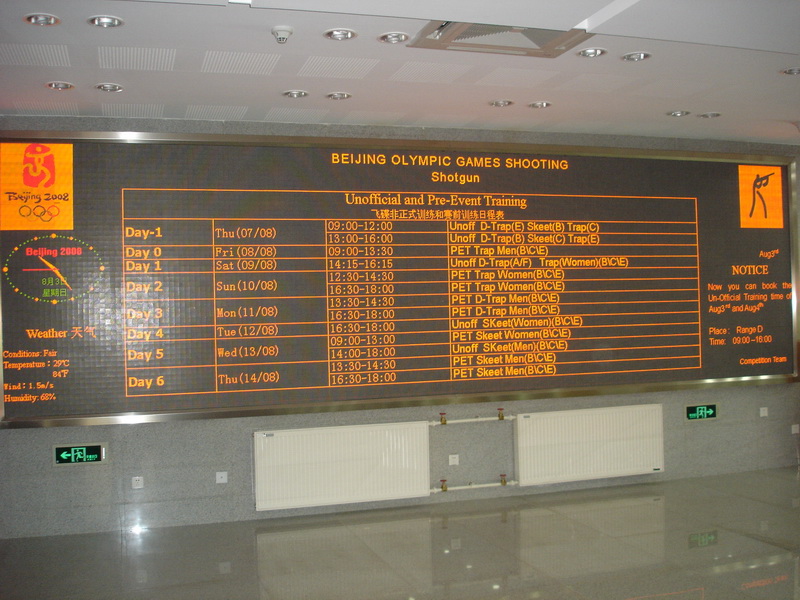 BEIJING OLYMPIC GAMES SHOOTING
Shotgun
Beijing 2008
Unofficial and Pre-Event Training
飞碟非正式训练和赛前训练日程表
Day-1 Thu(07/08) 09:00-12:00 Unoff D-Trap(E) Skeet(B) Trap(C)
13:00-16:00 Unoff D-Trap(B) Skeet(C) Trap(E)
Day 0 Fri(08/08) 09:00-13:30 PET Trap Men(B\C\E)
Day 1 Sat(09/08) 14:15-16:15 Unoff D-Trap(A/F) Trap(Women)(B\C\E)
Day 2 Sun(10/08) 12:30-14:30 PET Trap Women(B\C\E)
16:30-18:00 PET Trap Women(B\C\E)
Day 3 Mon(11/08) 13:30-14:30 PET D-Trap Men(B\C\E)
16:30-18:00 PET D-Trap Men(B\C\E)
Day 4 Tue(12/08) 16:30-18:00 Unoff SKeet(Women)(B\C\E)
Day 5 Wed(13/08) 09:00-13:00 PET Skeet Women(B\C\E)
14:00-18:00 Unoff SKeet(Men)(B\C\E)
Day 6 Thu(14/08) 13:30-14:30 PET Skeet Men(B\C\E)
16:30-18:00 PET Skeet Men(B\C\E)
Beijing 2008
8月3日
星期日
Weather 天气
Conditions: Fair
Temperature: 29℃
84℉
Wind: 1.5m/s
Humidity: 68%
Aug3rd
NOTICE
Now you can book the
Un-Official Training time of
Aug3rd and Aug4th
Place: Range D
Time: 09:00-16:00
Competition Team